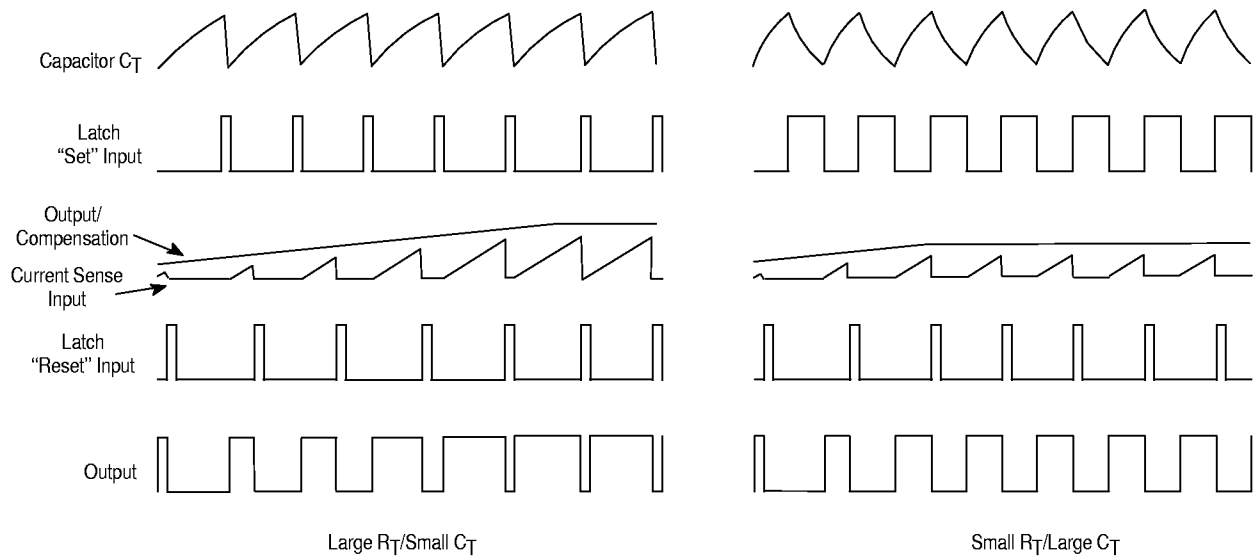 Capacitor CT
Latch
“Set” Input
Output/
Compensation
Current Sense
Input
Latch
“Reset” Input
Output
Large RT/Small CT
Small RT/Large CT